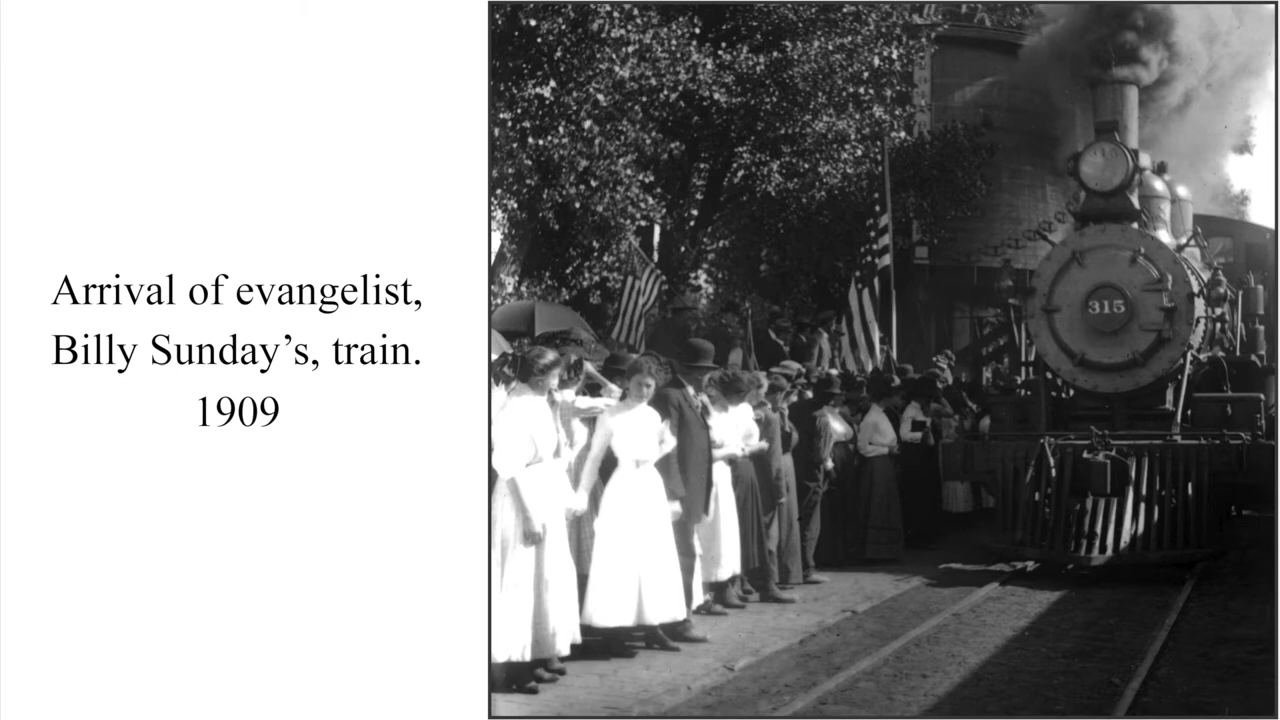 Arrival of evangelist,
Billy Sunday’s, train.
1909
315